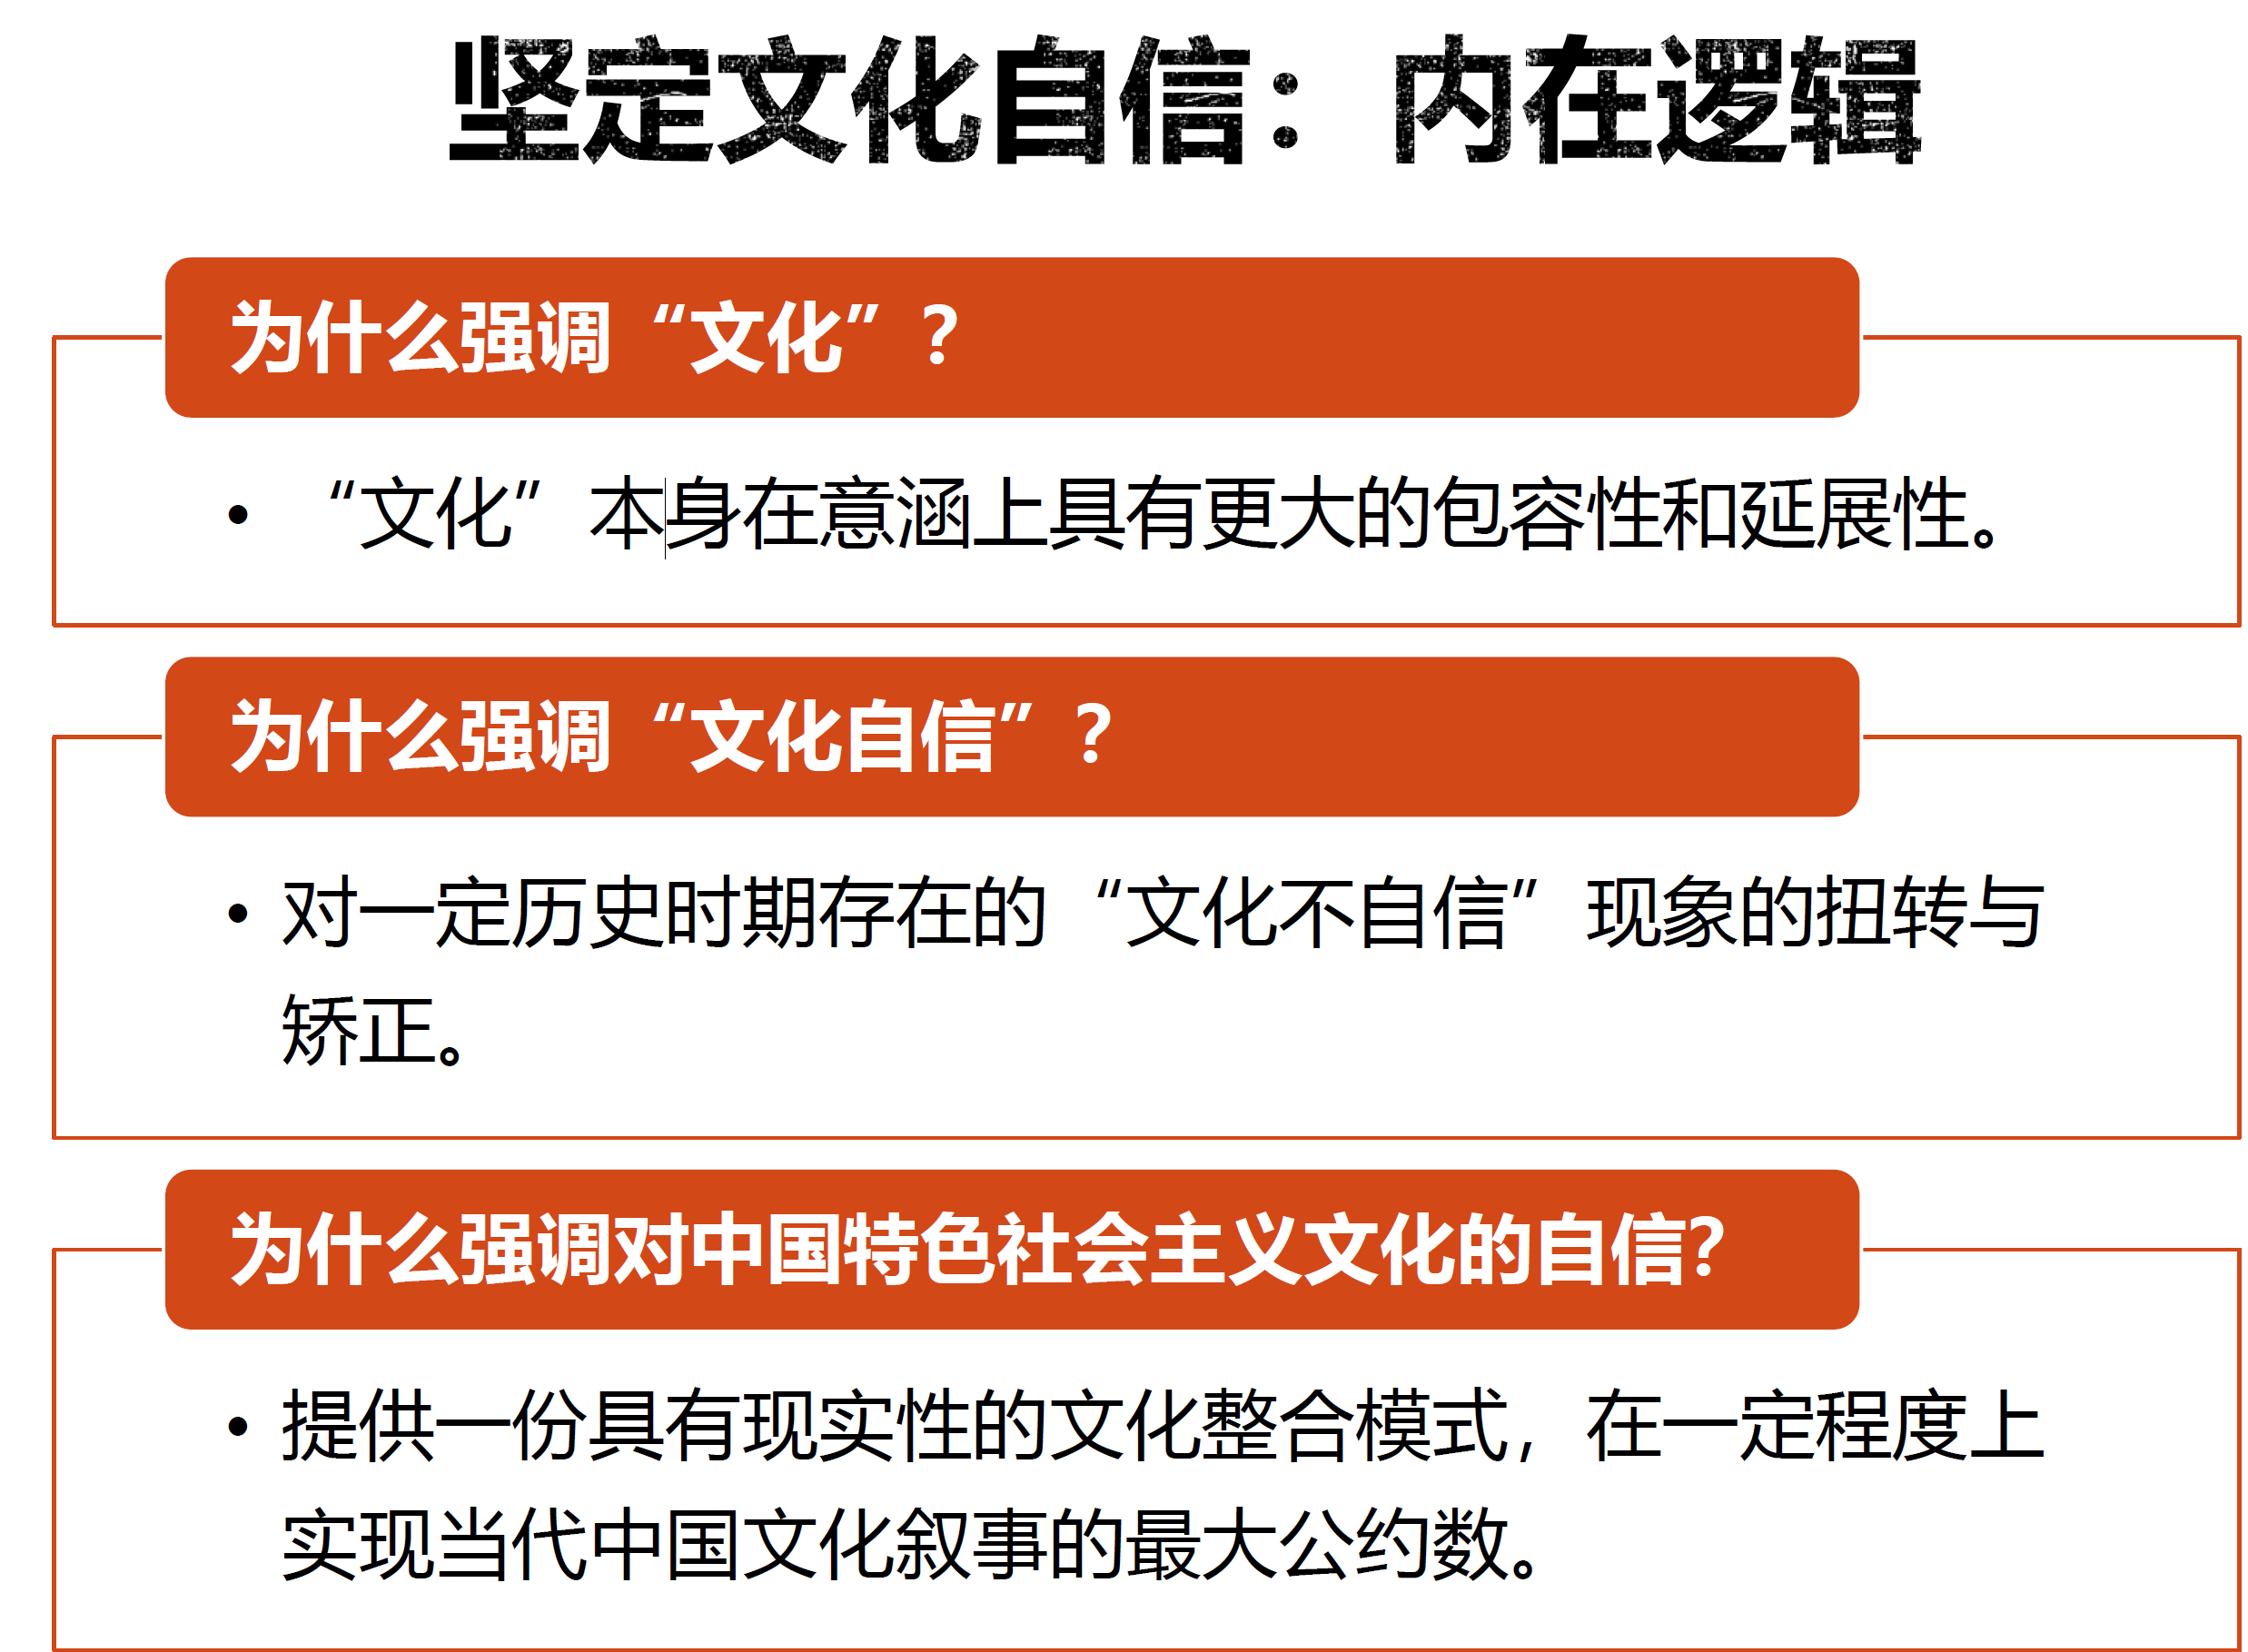 坚定文化自信：内在逻辑
为什么强调“文化”？
• “文化”本身在意涵上具有更大的包容性和延展性。
为什么强调“文化自信”？
• 对一定历史时期存在的“文化不自信”现象的扭转与
矫正。
为什么强调对中国特色社会主义文化的自信?
• 提供一份具有现实性的文化整合模式，在一定程度上
实现当代中国文化叙事的最大公约数。